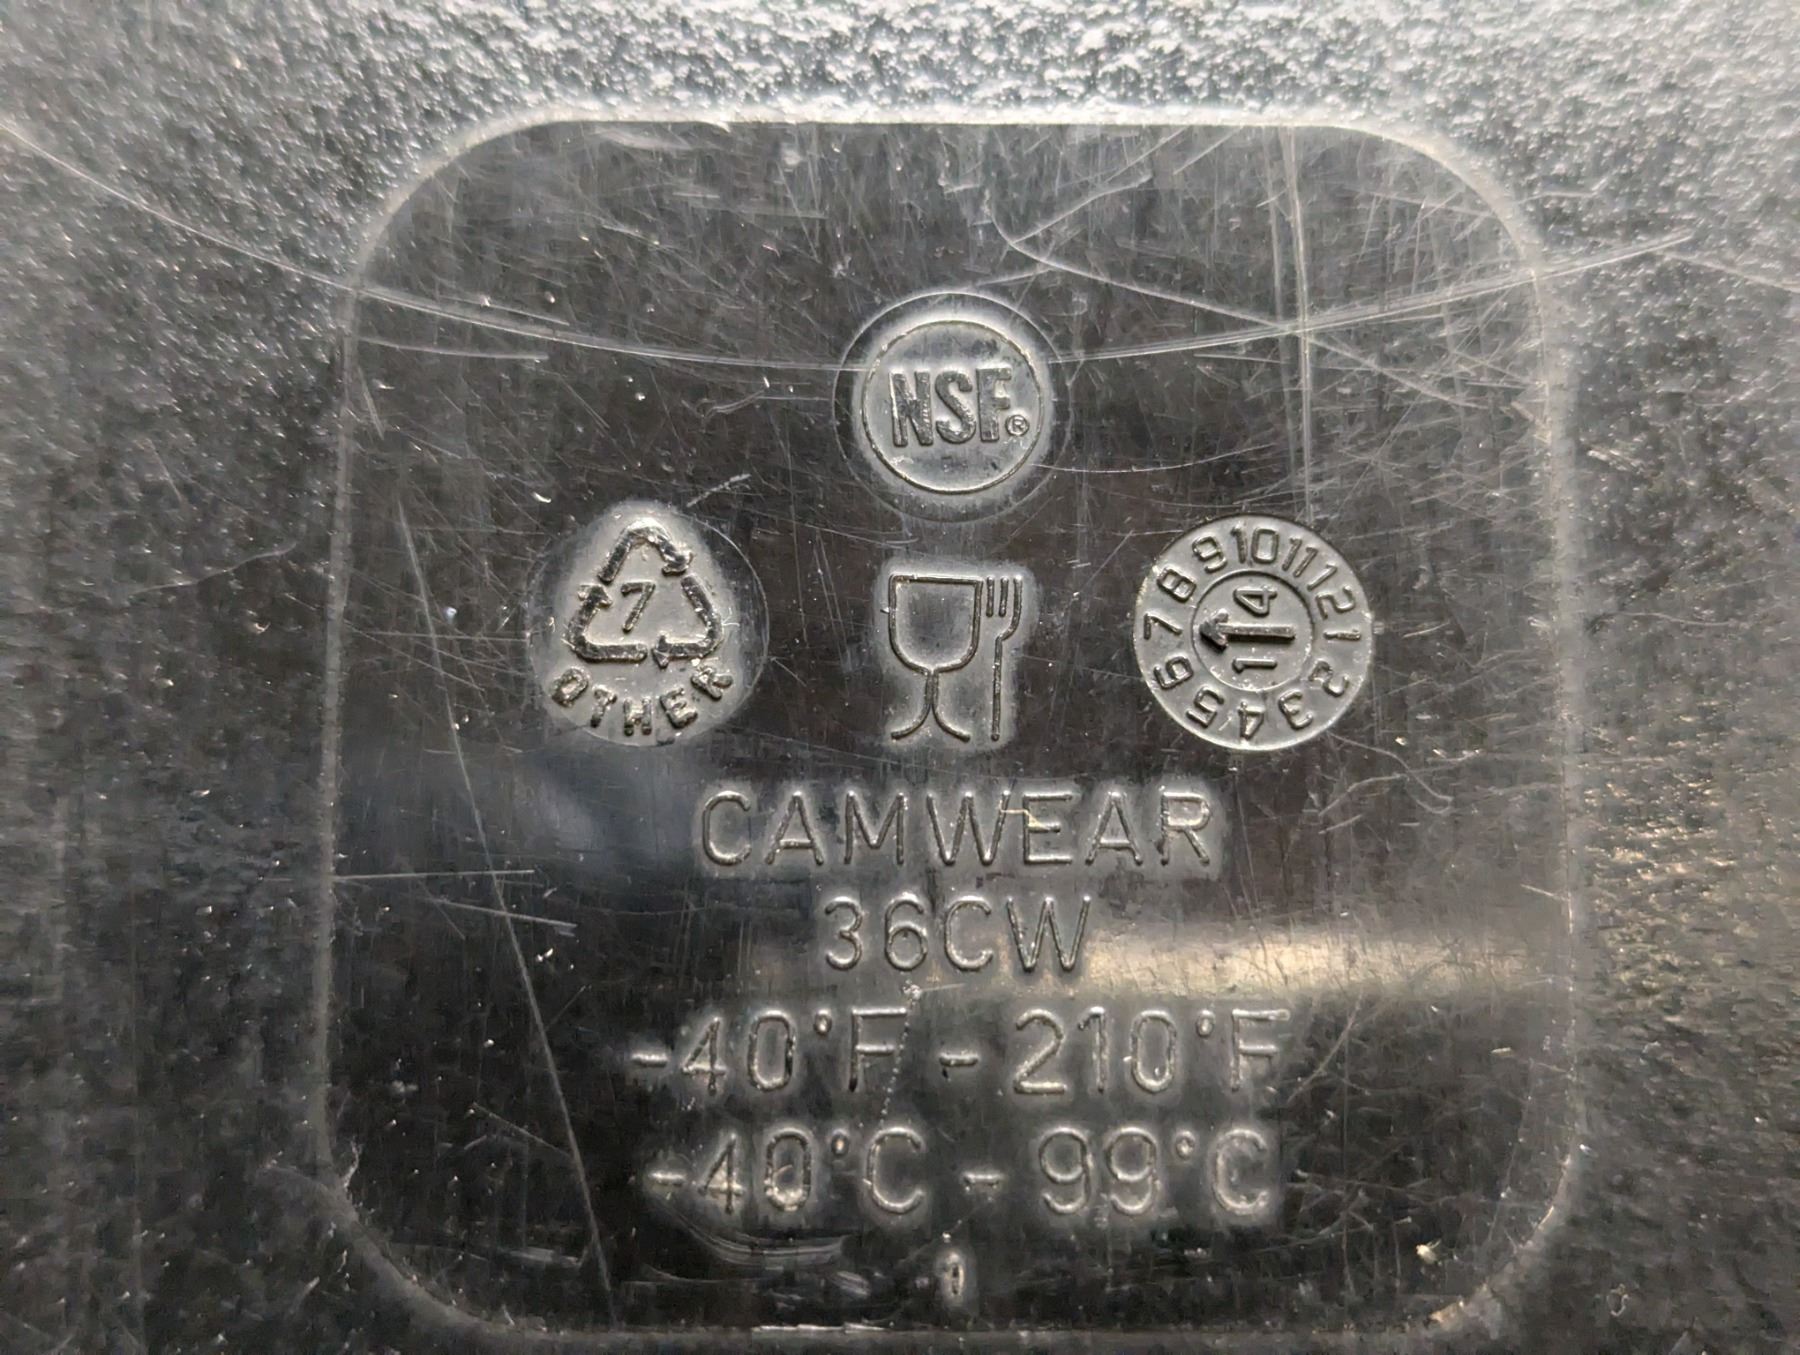 NSF®
7
OTHER
1 2 3 4 5 6 7 8 9 10 11 12
14
CAMWEAR
36CW
-40°F - 210°F
-40°C - 99°C